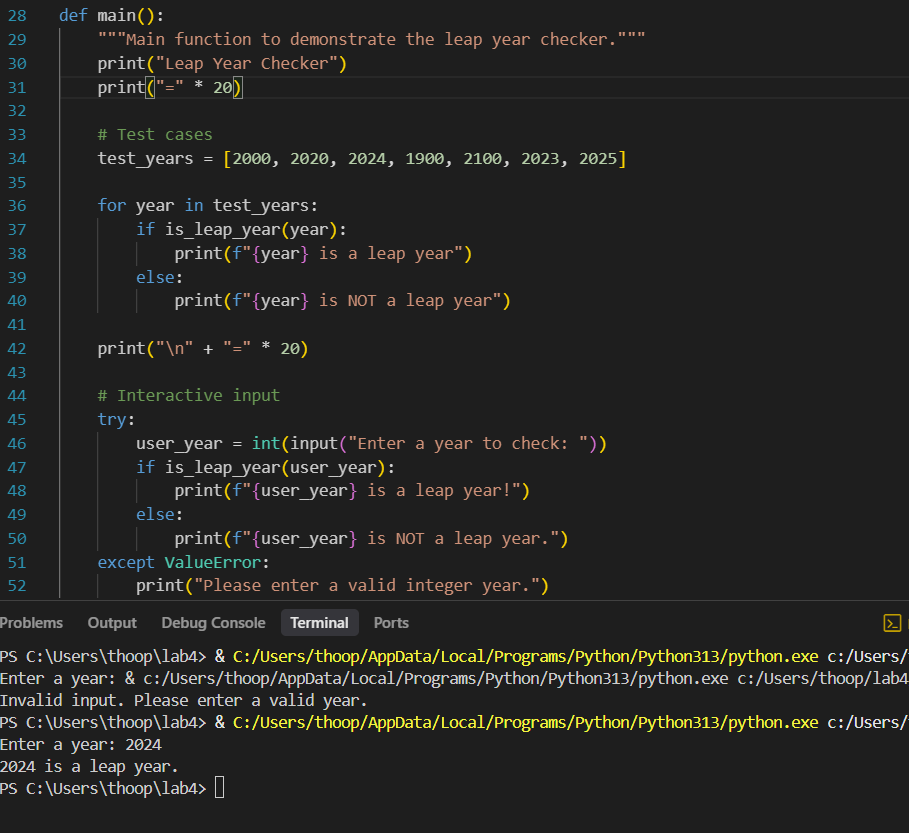 28 def main():
29 """Main function to demonstrate the leap year checker."""
30 print("Leap Year Checker")
31 print("=" * 20)
32
33 # Test cases
34 test_years = [2000, 2020, 2024, 1900, 2100, 2023, 2025]
35
36 for year in test_years:
37 if is_leap_year(year):
38 print(f"{year} is a leap year")
39 else:
40 print(f"{year} is NOT a leap year")
41
42 print("\n" + "=" * 20)
43
44 # Interactive input
45 try:
46 user_year = int(input("Enter a year to check: "))
47 if is_leap_year(user_year):
48 print(f"{user_year} is a leap year!")
49 else:
50 print(f"{user_year} is NOT a leap year.")
51 except ValueError:
52 print("Please enter a valid integer year.")
Problems Output Debug Console Terminal Ports
PS C:\Users\thoop\lab4> & C:/Users/thoop/AppData/Local/Programs/Python/Python313/python.exe c:/Users/
Enter a year: & c:/Users/thoop/AppData/Local/Programs/Python/Python313/python.exe c:/Users/thoop/lab4
Invalid input. Please enter a valid year.
PS C:\Users\thoop\lab4> & C:/Users/thoop/AppData/Local/Programs/Python/Python313/python.exe c:/Users/
Enter a year: 2024
2024 is a leap year.
PS C:\Users\thoop\lab4>